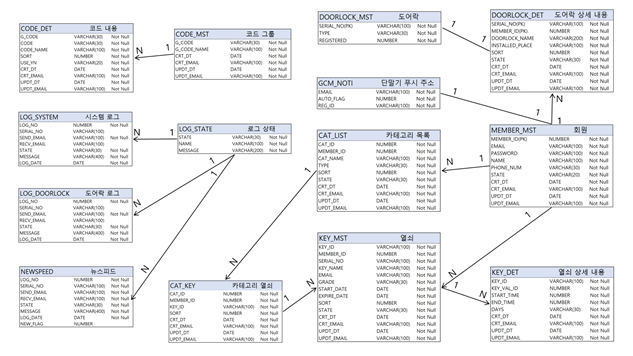 CODE_DET 코드 내용
G_CODE VARCHAR(30) Not Null
CODE VARCHAR(30) Not Null
CODE_NAME VARCHAR(100) Not Null
SORT NUMBER Not Null
USE_YN VARCHAR(20) Not Null
CRT_DT DATE Not Null
CRT_EMAIL VARCHAR(100) Not Null
UPDT_DT DATE Not Null
UPDT_EMAIL VARCHAR(100) Not Null
N
1
CODE_MST 코드 그룹
G_CODE VARCHAR(30) Not Null
G_CODE_NAME VARCHAR(100) Not Null
CRT_DT DATE Not Null
CRT_EMAIL VARCHAR(100) Not Null
DOORLOCK_MST 도어락
SERIAL_NO(PK) VARCHAR(100) Not Null
TYPE VARCHAR(30) Not Null
REGISTERED NUMBER Not Null
1
1
DOORLOCK_DET 도어락 상세 내용
SERIAL_NO(PK) VARCHAR(100) Not Null
MEMBER_ID(PK) NUMBER Not Null
DOORLOCK_NAME VARCHAR(200) Not Null
INSTALLED_PLACE VARCHAR(100) Not Null
SORT NUMBER Not Null
STATE VARCHAR(30) Not Null
CRT_DT DATE Not Null
CRT_EMAIL VARCHAR(100) Not Null
UPDT_DT DATE Not Null
UPDT_EMAIL VARCHAR(100) Not Null
GCM_NOTI 단말기 푸시 주소
EMAIL VARCHAR(100) Not Null
AUTO_FLAG NUMBER Not Null
REG_ID VARCHAR(100) Not Null
1
1
N
1
LOG_SYSTEM 시스템 로그
LOG_NO NUMBER Not Null
SERIAL_NO VARCHAR(100)
SEND_EMAIL VARCHAR(100) Not Null
RECV_EMAIL VARCHAR(100)
STATE VARCHAR(30) Not Null
MESSAGE VARCHAR(400) Not Null
LOG_DATE DATE Not Null
N
1
LOG_STATE 로그 상태
STATE VARCHAR(30) Not Null
NAME VARCHAR(100) Not Null
MESSAGE VARCHAR(200) Not Null
1
1
CAT_LIST 카테고리 목록
CAT_ID NUMBER Not Null
MEMBER_ID NUMBER Not Null
CAT_NAME VARCHAR(100) Not Null
TYPE VARCHAR(30) Not Null
SORT NUMBER Not Null
STATE VARCHAR(30) Not Null
CRT_DT DATE Not Null
CRT_EMAIL VARCHAR(100) Not Null
UPDT_DT DATE Not Null
UPDT_EMAIL VARCHAR(100) Not Null
1
N
1
MEMBER_MST 회원
MEMBER_ID(PK) NUMBER Not Null
EMAIL VARCHAR(100) Not Null
PASSWORD VARCHAR(100) Not Null
NAME VARCHAR(100) Not Null
PHONE_NUM VARCHAR(30) Not Null
STATE VARCHAR(20) Not Null
CRT_DT DATE Not Null
CRT_EMAIL VARCHAR(100) Not Null
UPDT_DT DATE Not Null
UPDT_EMAIL VARCHAR(100) Not Null
1
LOG_DOORLOCK 도어락 로그
LOG_NO NUMBER Not Null
SERIAL_NO VARCHAR(100)
SEND_EMAIL VARCHAR(100) Not Null
RECV_EMAIL VARCHAR(100)
STATE VARCHAR(30) Not Null
MESSAGE VARCHAR(400) Not Null
LOG_DATE DATE Not Null
N
NEWSPEED 뉴스피드
LOG_NO NUMBER Not Null
SERIAL_NO VARCHAR(100)
SEND_EMAIL VARCHAR(100) Not Null
RECV_EMAIL VARCHAR(100) Not Null
STATE VARCHAR(30) Not Null
MESSAGE VARCHAR(400) Not Null
LOG_DATE DATE Not Null
NEW_FLAG NUMBER
N
CAT_KEY 카테고리 열쇠
CAT_ID NUMBER Not Null
MEMBER_ID NUMBER Not Null
KEY_ID VARCHAR(100) Not Null
SORT NUMBER Not Null
CRT_DT DATE Not Null
CRT_EMAIL VARCHAR(100) Not Null
UPDT_DT DATE Not Null
UPDT_EMAIL VARCHAR(100) Not Null
N
1
N
KEY_MST 열쇠
KEY_ID VARCHAR(100) Not Null
MEMBER_ID NUMBER Not Null
SERIAL_NO VARCHAR(100) Not Null
KEY_NAME VARCHAR(100) Not Null
EMAIL VARCHAR(100) Not Null
GRADE VARCHAR(30) Not Null
START_DATE DATE Not Null
EXPIRE_DATE DATE Not Null
SORT NUMBER Not Null
STATE VARCHAR(30) Not Null
CRT_DT DATE Not Null
CRT_EMAIL VARCHAR(100) Not Null
UPDT_DT DATE Not Null
UPDT_EMAIL VARCHAR(100) Not Null
N
1
N
KEY_DET 열쇠 상세 내용
KEY_ID VARCHAR(100) Not Null
KEY_VAL_ID NUMBER Not Null
START_TIME NUMBER Not Null
END_TIME NUMBER Not Null
DAYS VARCHAR(30) Not Null
CRT_DT DATE Not Null
CRT_EMAIL VARCHAR(100) Not Null
UPDT_DT DATE Not Null
UPDT_EMAIL VARCHAR(100) Not Null